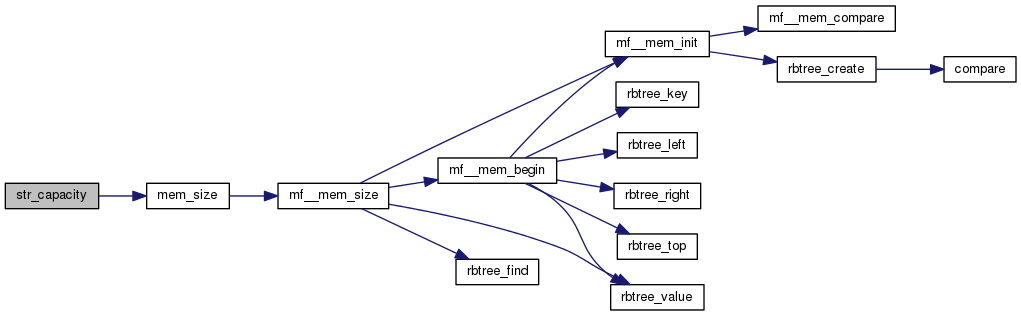 mf__mem_compare
mf__mem_init
rbtree_create
compare
rbtree_key
rbtree_left
mf__mem_begin
str_capacity
mem_size
mf__mem_size
rbtree_right
rbtree_top
rbtree_find
rbtree_value